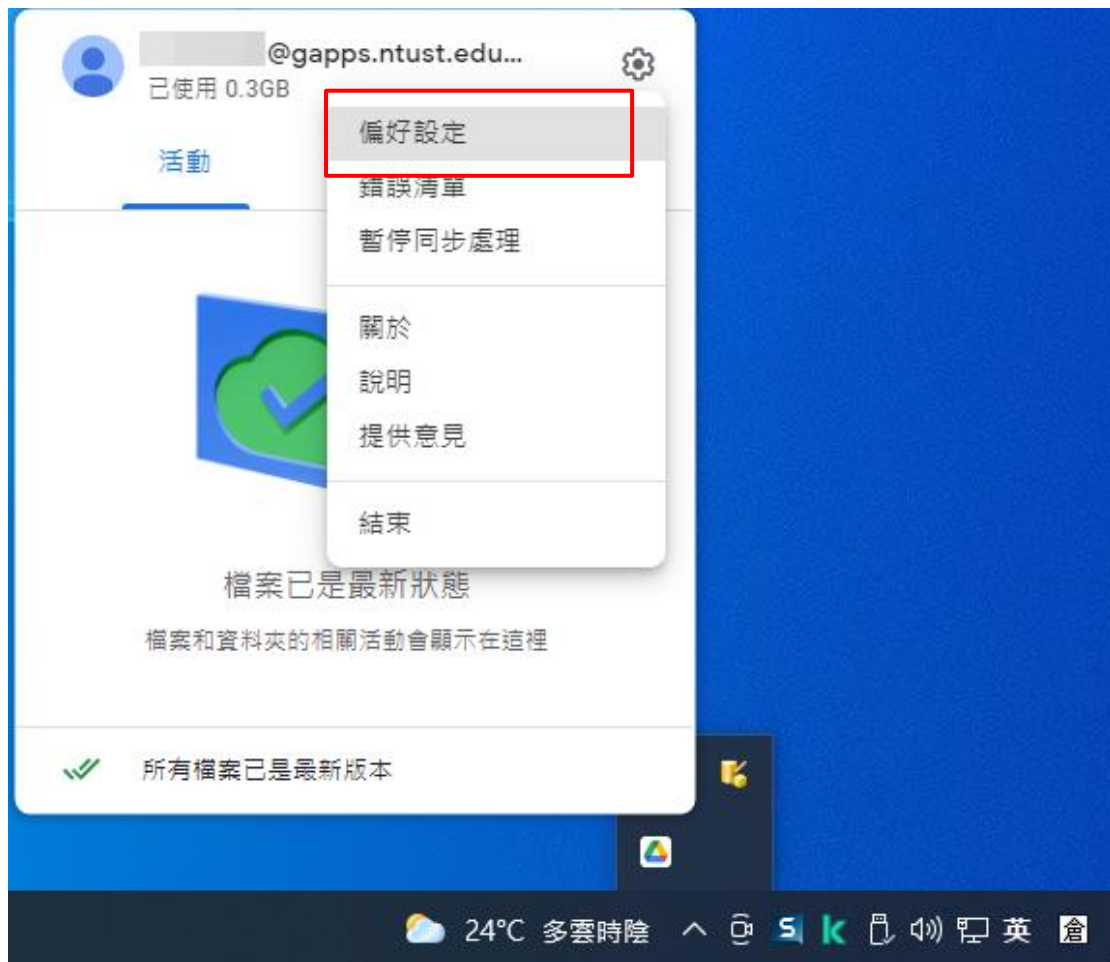 @gapps.ntust.edu...
已使用 0.3GB
偏好設定
活動
錯誤清單
暫停同步處理
關於
說明
提供意見
結束
檔案已是最新狀態
檔案和資料夾的相關活動會顯示在這裡
所有檔案已是最新版本
24°C 多雲時陰 英 倉